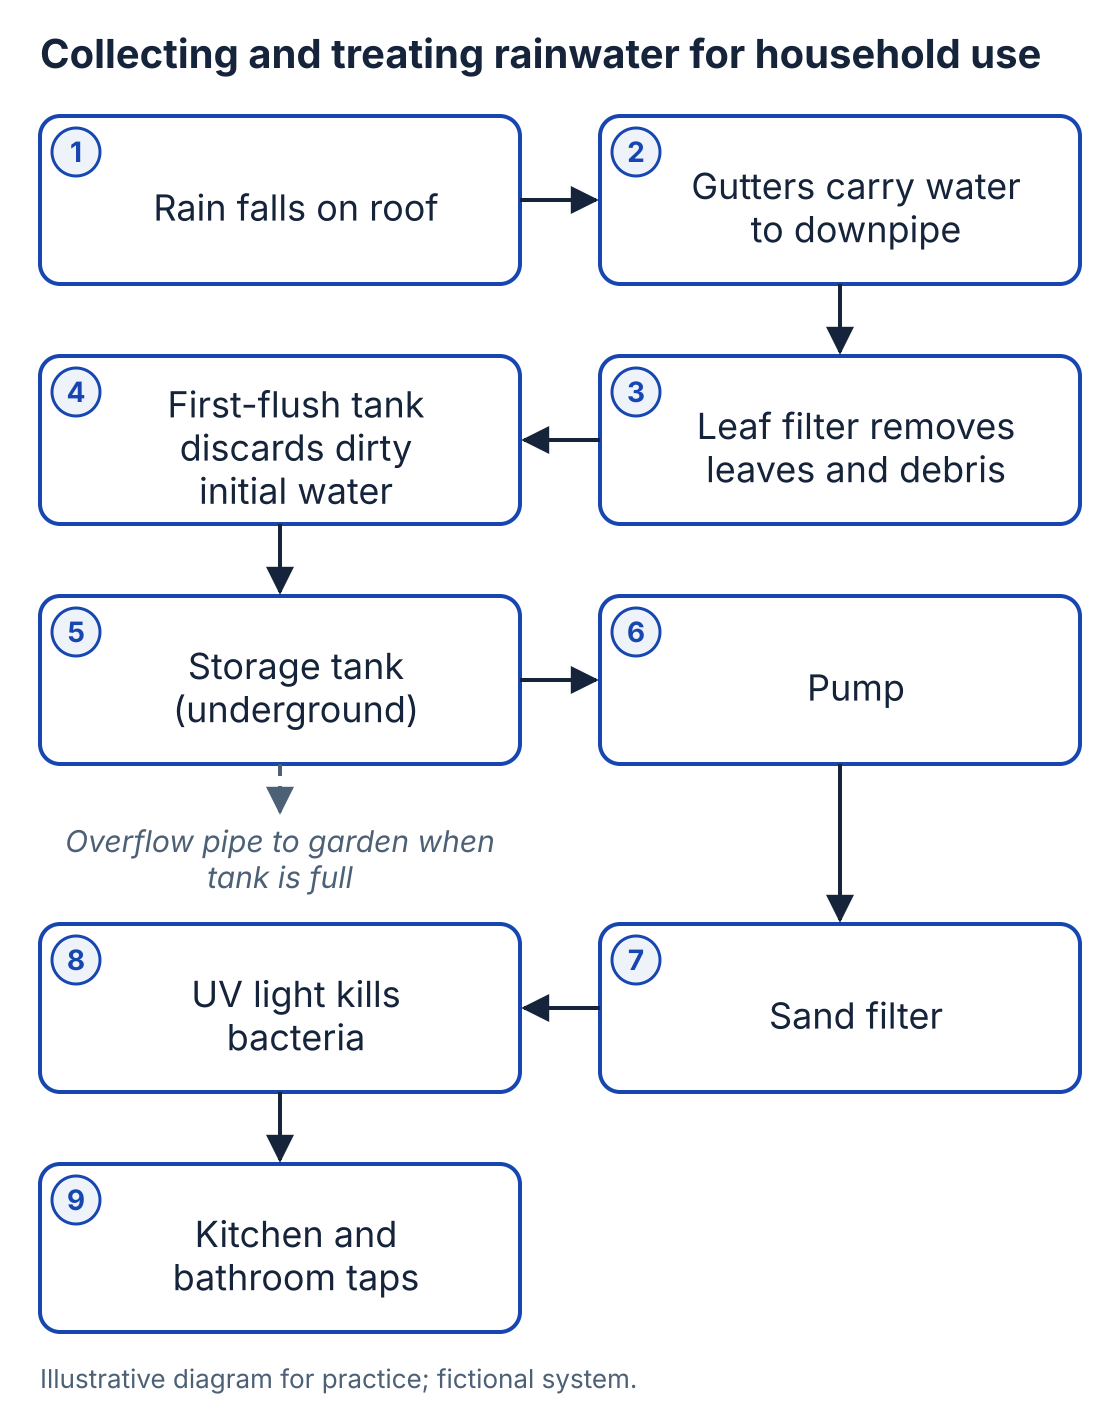 Collecting and treating rainwater for household use
1
Rain falls on roof
2
Gutters carry water
to downpipe
3
Leaf filter removes
leaves and debris
4
First-flush tank
discards dirty
initial water
5
Storage tank
(underground)
Overflow pipe to garden when
tank is full
6
Pump
7
Sand filter
8
UV light kills
bacteria
9
Kitchen and
bathroom taps
Illustrative diagram for practice; fictional system.